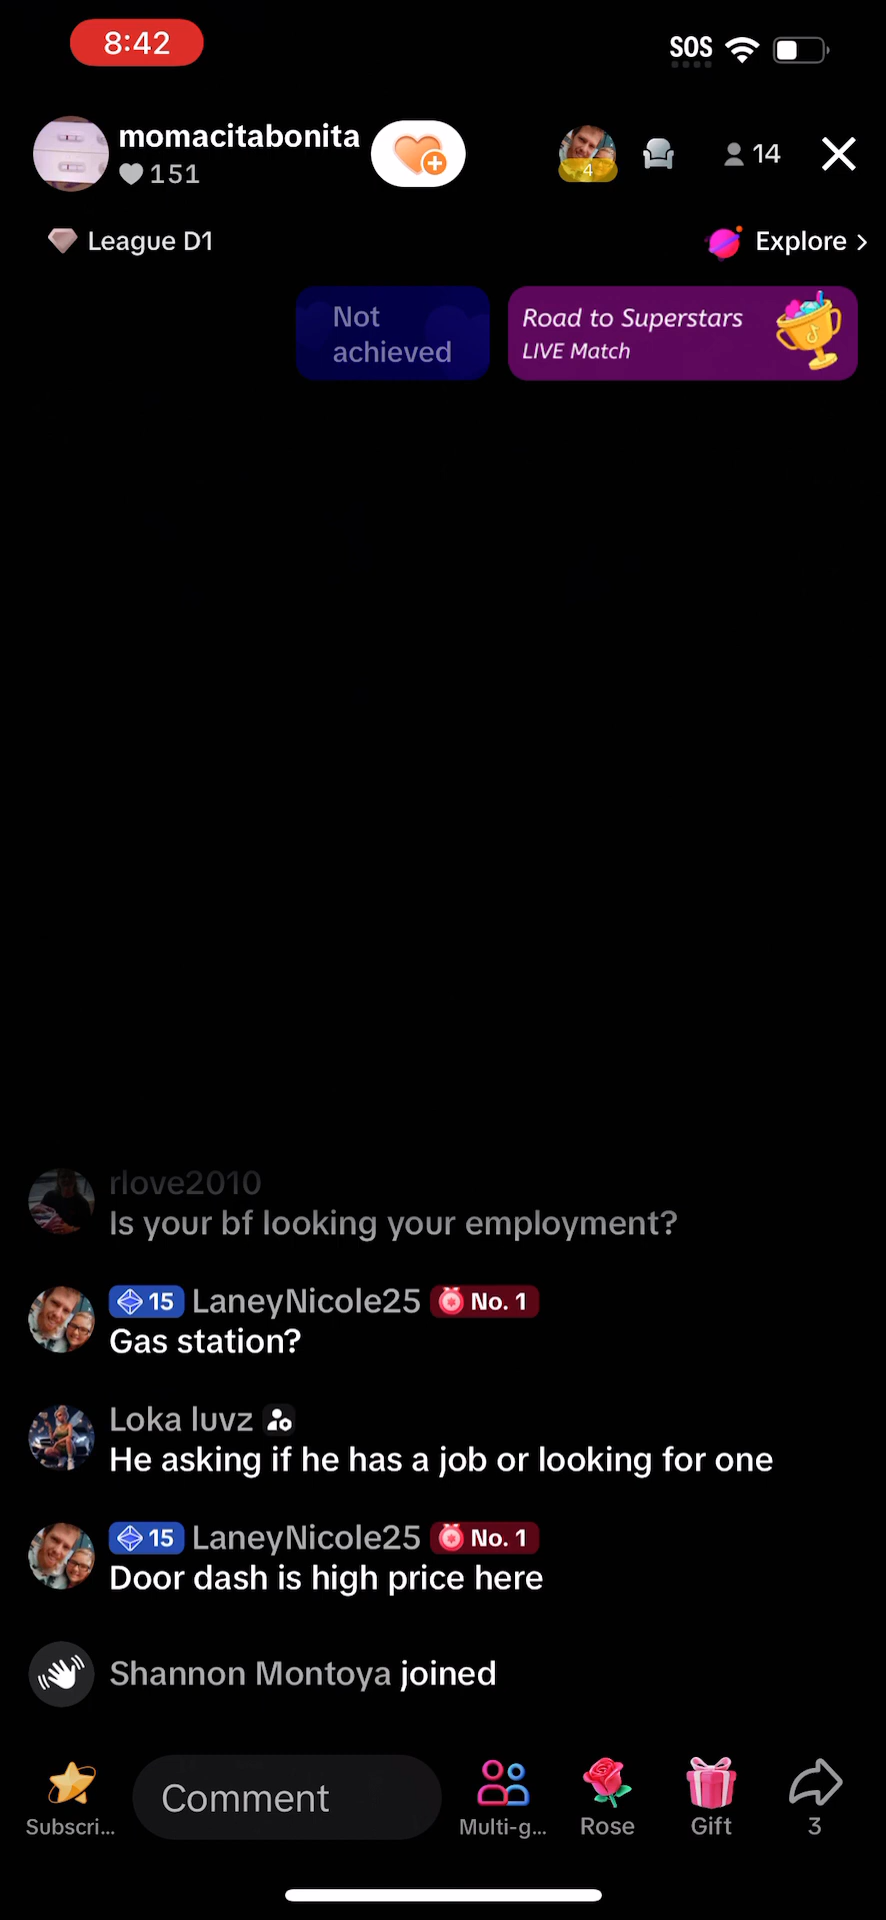 8:42
SOS
momacitabonita
151
4
14
League D1
Explore >
Not
achieved
Road to Superstars
LIVE Match
rlove2010
Is your bf looking your employment?
15 LaneyNicole25 No. 1
Gas station?
Loka luvz
He asking if he has a job or looking for one
15 LaneyNicole25 No. 1
Door dash is high price here
Shannon Montoya joined
Comment
Subscri...
Multi-g...
Rose
Gift
3